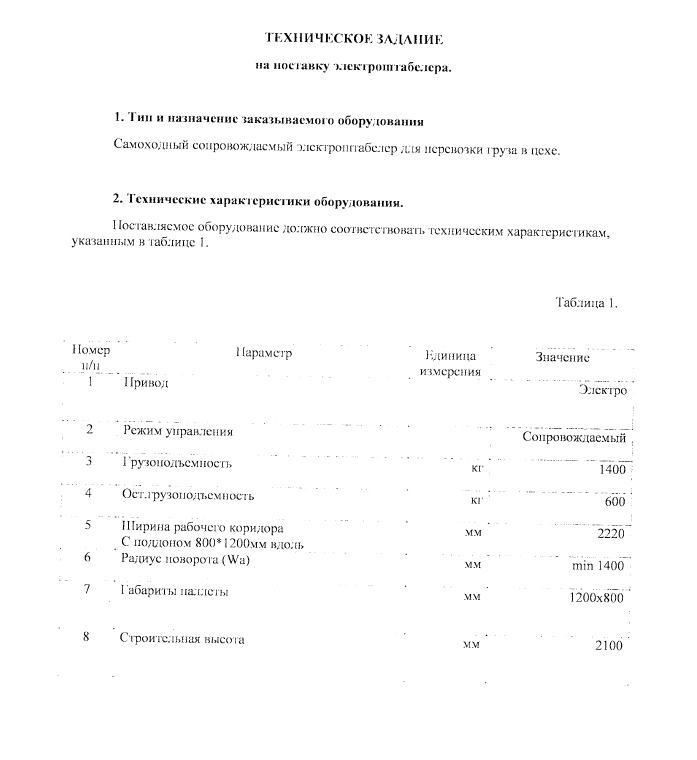 ТЕХНИЧЕСКОЕ ЗАДАНИЕ
на поставку электроштабелера.
1. Тип и назначение заказываемого оборудования
Самоходный сопровождаемый электроштабелер для перевозки груза в цехе.
2. Технические характеристики оборудования.
Поставляемое оборудование должно соответствовать техническим характеристикам,
указанным в таблице 1.
Таблица 1.
Номер п/п Параметр Единица измерения Значение
1 Привод Электро
2 Режим управления Сопровождаемый
3 Грузоподъемность кг 1400
4 Ост.грузоподъемность кг 600
5 Ширина рабочего коридора
С поддоном 800*1200мм вдоль мм 2220
6 Радиус поворота (Wa) мм min 1400
7 Габариты паллеты мм 1200х800
8 Строительная высота мм 2100